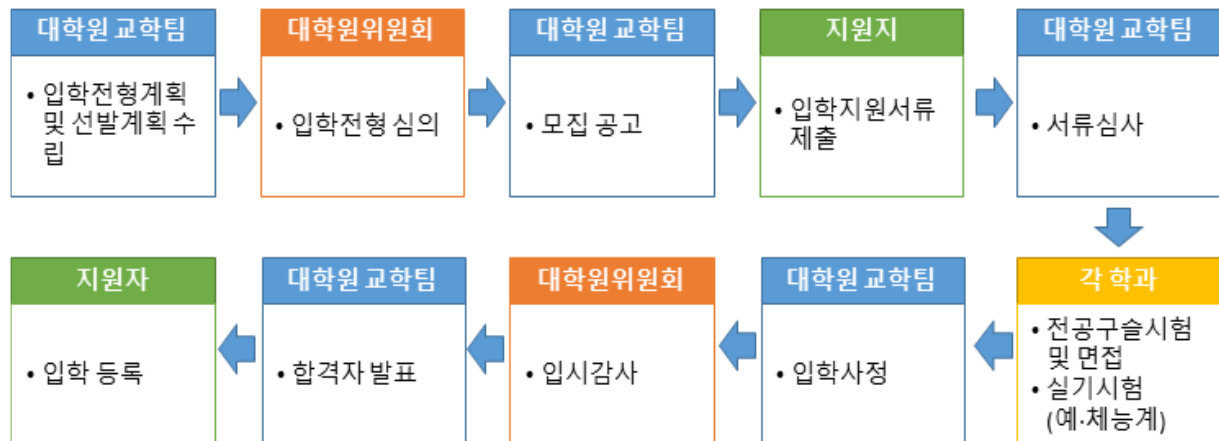 대학원 교학팀
• 입학전형계획
및 선발계획 수
립
대학원위원회
• 입학전형 심의
대학원 교학팀
• 모집 공고
지원지
• 입학지원서류
제출
대학원 교학팀
• 서류심사
각 학과
• 전공구슬시험
및 면접
• 실기시험
(예·체능계)
대학원 교학팀
• 입학사정
대학원위원회
• 입시감사
대학원 교학팀
• 합격자 발표
지원자
• 입학 등록